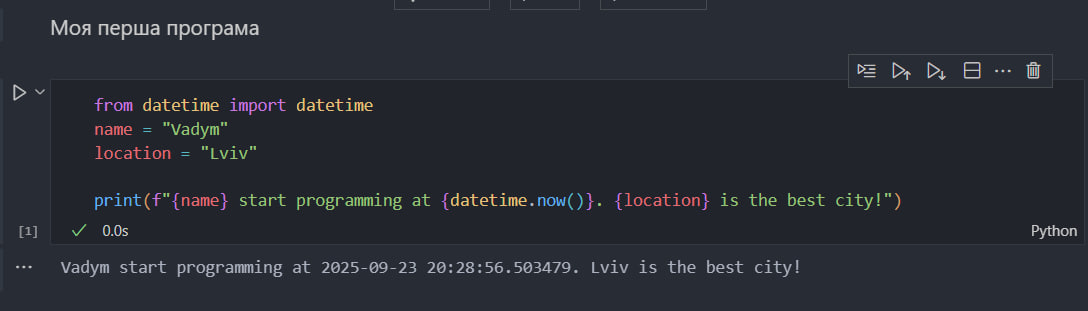 Моя перша програма
from datetime import datetime
name = "Vadym"
location = "Lviv"
print(f"{name} start programming at {datetime.now()}. {location} is the best city!")
[1]
0.0s
Python
Vadym start programming at 2025-09-23 20:28:56.503479. Lviv is the best city!